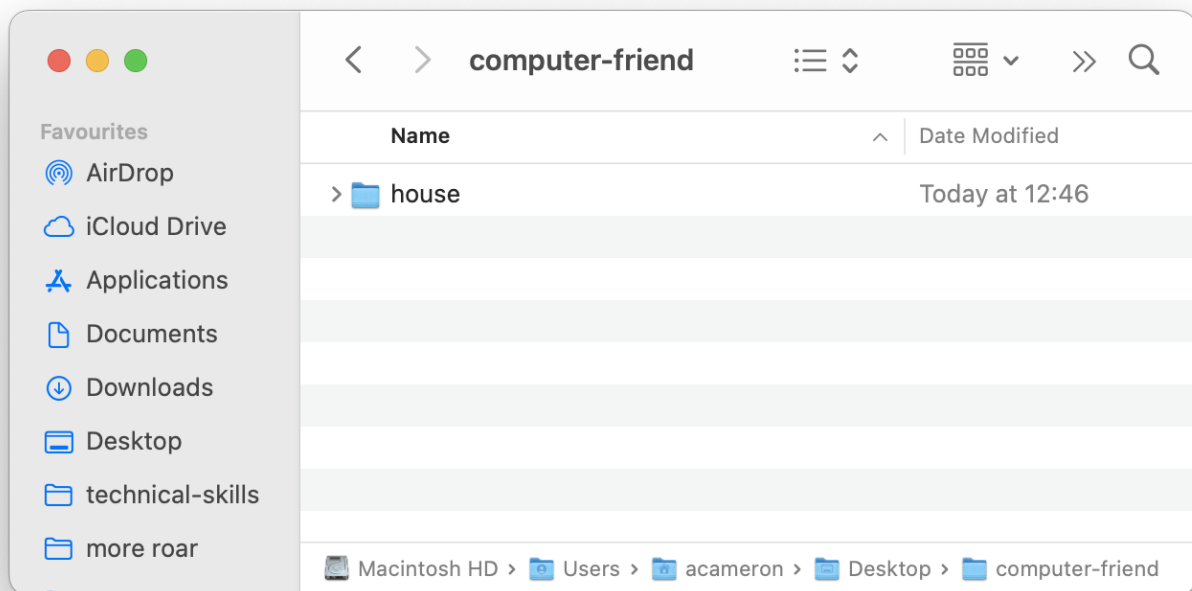 computer-friend
Favourites
AirDrop
iCloud Drive
Applications
Documents
Downloads
Desktop
technical-skills
more roar
Name Date Modified
house Today at 12:46
Macintosh HD › Users › acameron › Desktop › computer-friend